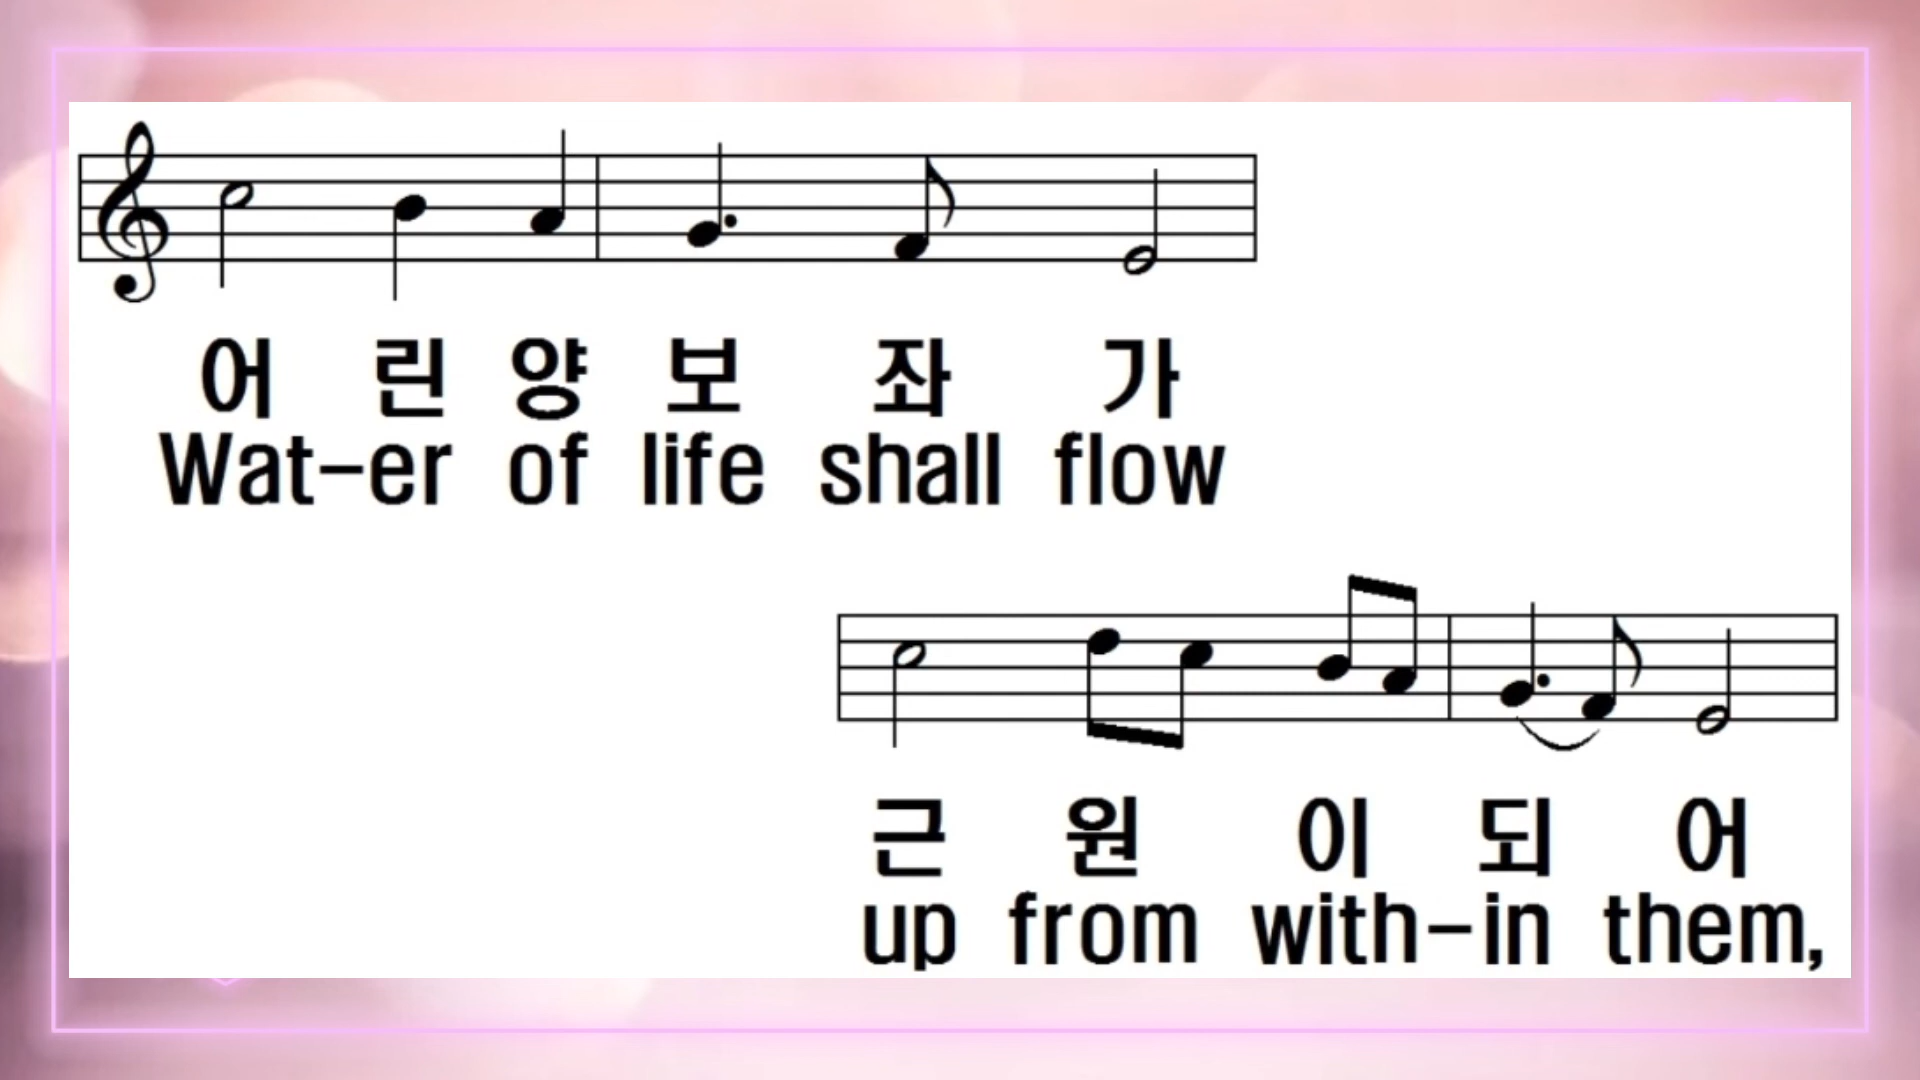 어 린 양 보 좌 가
Wat-er of life shall flow
근 원 이 되 어
up from with-in them,